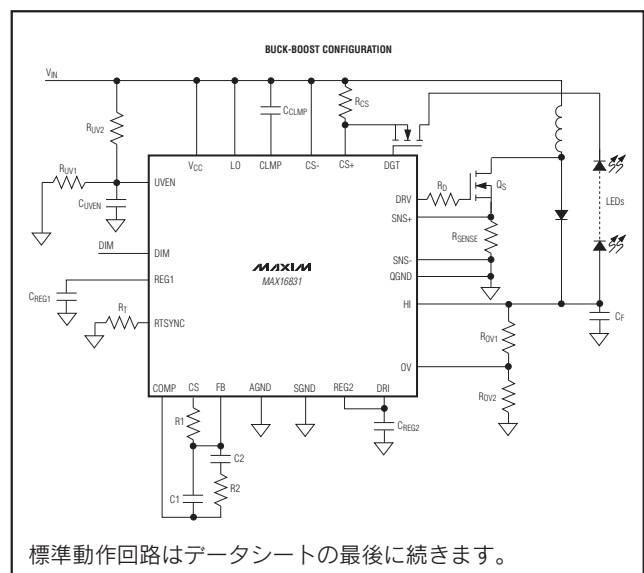 BUCK-BOOST CONFIGURATION
VIN
RUV2
RUV1
CUVEN
CCLMP
RCS
VCC
LO
CLMP
CS-
CS+
DGT
UVEN
DIM
DIM
REG1
CREG1
RT
RTSYNC
MAXIM
MAX16831
DRV
RD
QS
SNS+
RSENSE
SNS-
QGND
HI
OV
LEDs
CF
ROV1
ROV2
COMP
CS
FB
AGND
SGND
REG2
DRI
CREG2
R1
C2
C1
R2
標準動作回路はデータシートの最後に続きます。